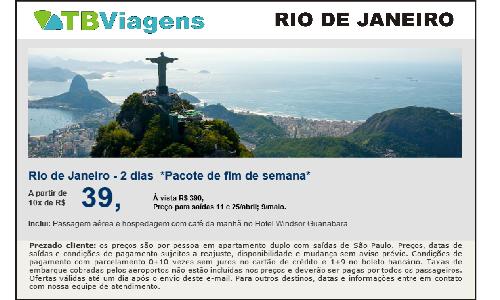 TBViagens RIO DE JANEIRO
Rio de Janeiro - 2 dias *Pacote de fim de semana*
A partir de
10x de R$ 39,
À vista R$ 390,
Preço para saídas 11 e 25/abril; 9/maio.
Inclui: Passagem aérea e hospedagem com café da manhã no Hotel Windsor Guanabara
Prezado cliente: os preços são por pessoa em apartamento duplo com saídas de São Paulo. Preços, datas de
saídas e condições de pagamento sujeitos a reajuste, disponibilidade e mudança sem aviso prévio. Condições de
pagamento com parcelamento 0+10 vezes sem juros no cartão de crédito e 1+9 no boleto bancário. Taxas de
embarque cobradas pelos aeroportos não estão incluídas nos preços e deverão ser pagas por todos os passageiros.
Ofertas válidas até um dia após o envio deste e-mail. Para outros destinos, datas e informações entre em contato
com nossa equipe de atendimento.